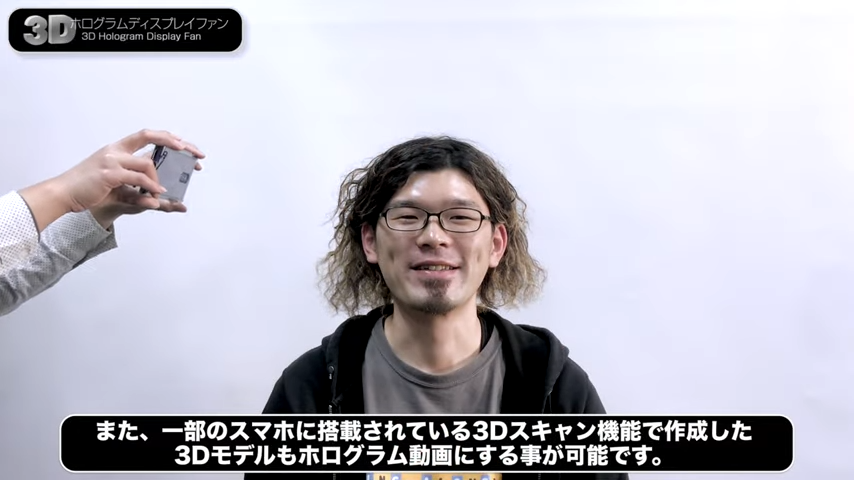 3D ホログラムディスプレイファン
3D Hologram Display Fan
また、一部のスマホに搭載されている3Dスキャン機能で作成した
3Dモデルもホログラム動画にする事が可能です。